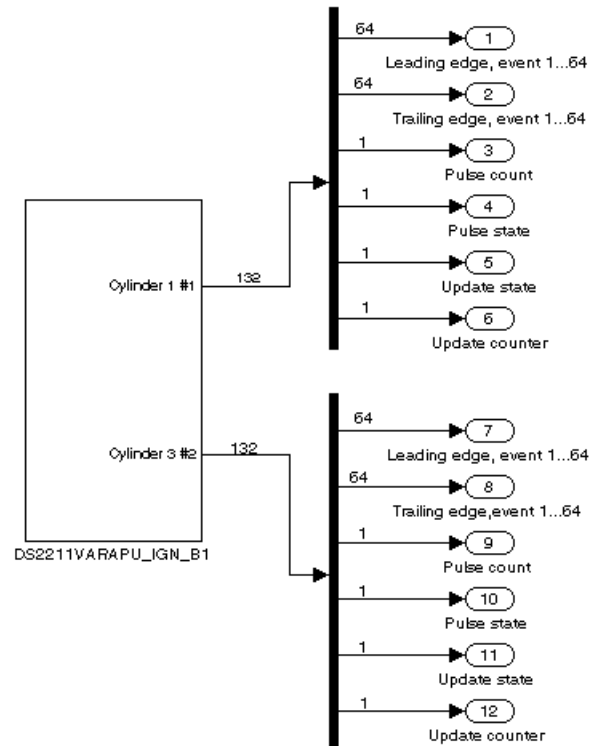 64
1
Leading edge, event 1...64
64
2
Trailing edge, event 1...64
1
3
Pulse count
1
4
Pulse state
1
5
Update state
1
6
Update counter
Cylinder 1 #1
132
Cylinder 3 #2
132
DS2211VARAPU_IGN_B1
64
7
Leading edge, event 1...64
64
8
Trailing edge,event 1...64
1
9
Pulse count
1
10
Pulse state
1
11
Update state
1
12
Update counter